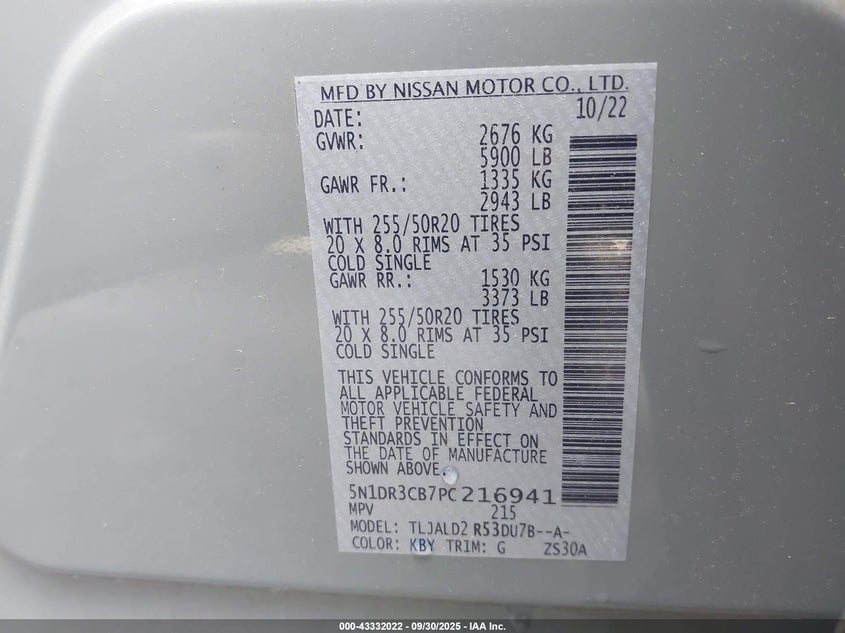 MFD BY NISSAN MOTOR CO., LTD.
DATE: 10/22
GVWR: 2676 KG
5900 LB
GAWR FR.: 1335 KG
2943 LB
WITH 255/50R20 TIRES
20 X 8.0 RIMS AT 35 PSI
COLD SINGLE
GAWR RR.: 1530 KG
3373 LB
WITH 255/50R20 TIRES
20 X 8.0 RIMS AT 35 PSI
COLD SINGLE
THIS VEHICLE CONFORMS TO
ALL APPLICABLE FEDERAL
MOTOR VEHICLE SAFETY AND
THEFT PREVENTION
STANDARDS IN EFFECT ON
THE DATE OF MANUFACTURE
SHOWN ABOVE.
5N1DR3CB7PC216941
MPV 215
MODEL: TLJALD2 R53DU7B--A-
COLOR: KBY TRIM: G ZS30A
000-43332022 - 09/30/2025 - IAA Inc.